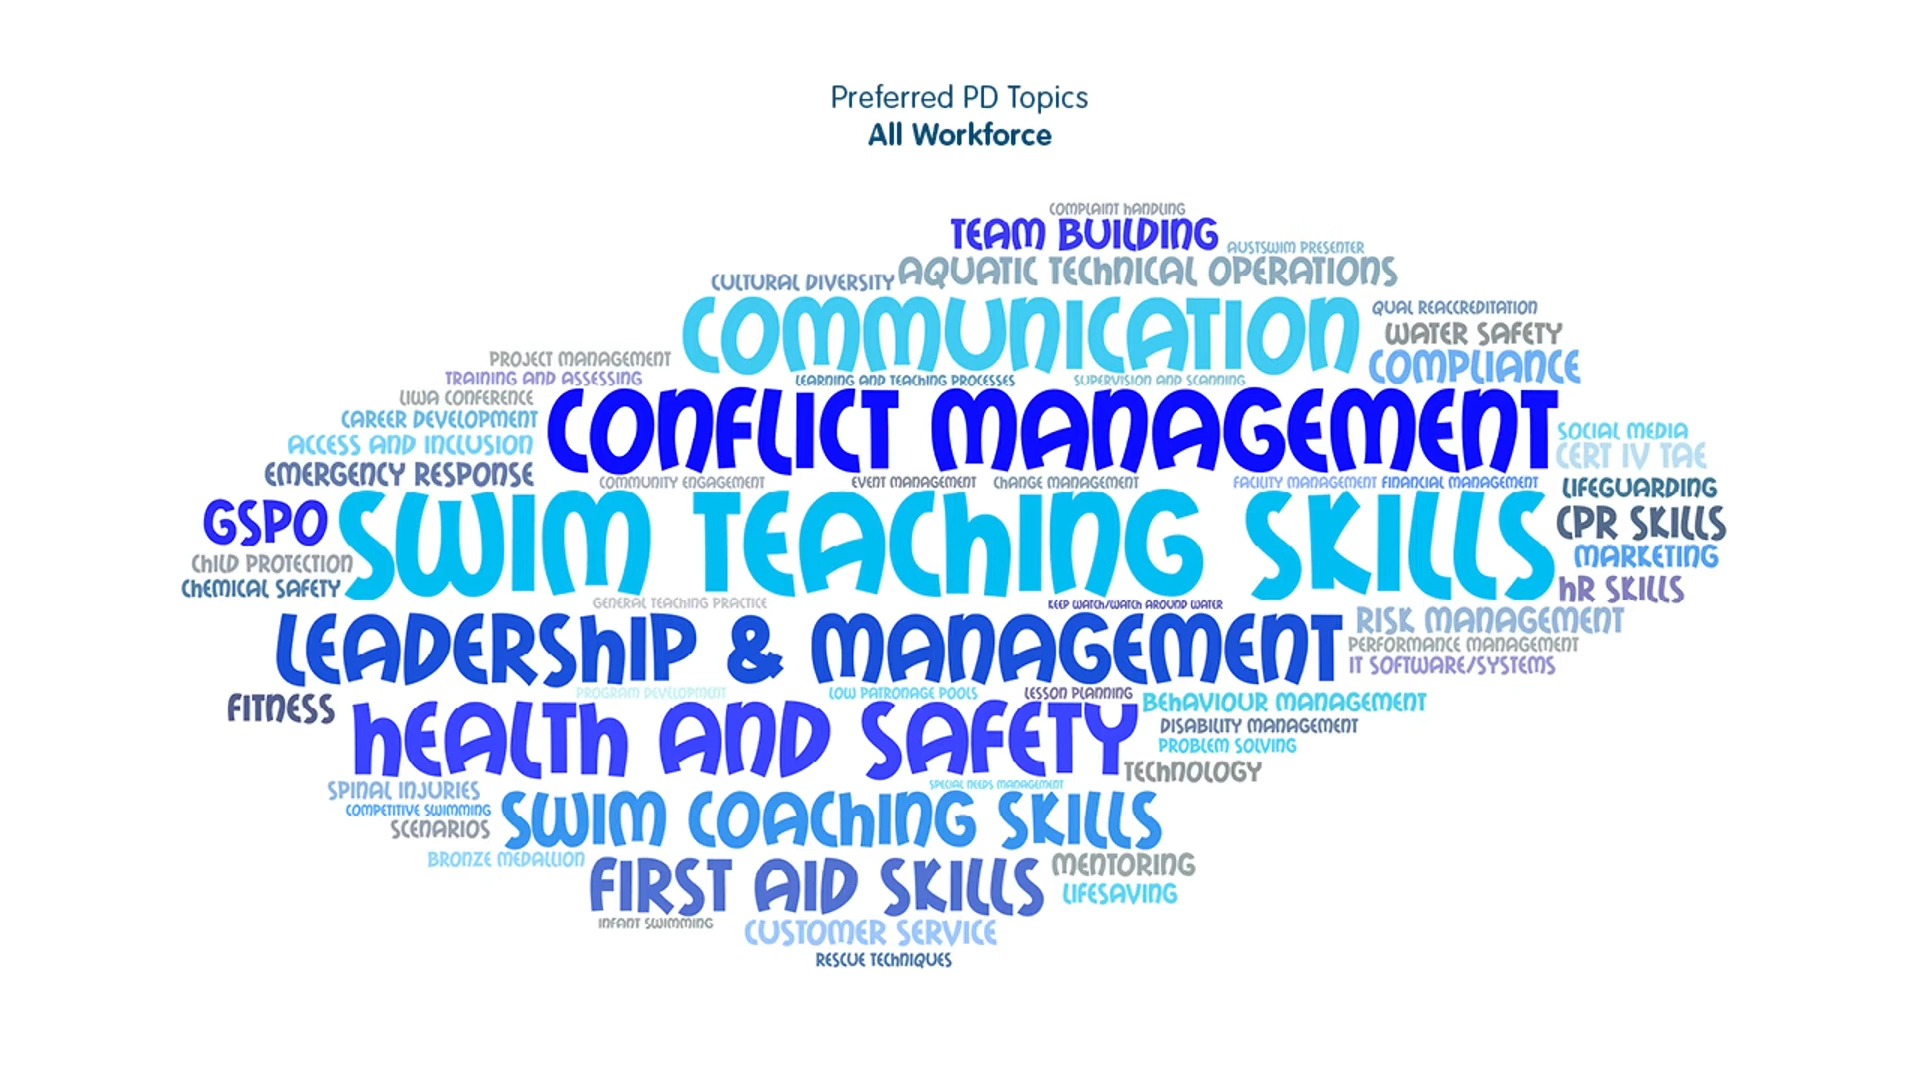 Preferred PD Topics
All Workforce
COMPLAINT HANDLING
TEAM BUILDING
AUSTSWIM PRESENTER
CULTURAL DIVERSITY
AQUATIC TECHNICAL OPERATIONS
COMMUNICATION
QUAL REACCREDITATION
WATER SAFETY
COMPLIANCE
PROJECT MANAGEMENT
TRAINING AND ASSESSING
LEARNING AND TEACHING PROCESSES
SUPERVISION AND SCANNING
LIWA CONFERENCE
CAREER DEVELOPMENT
ACCESS AND INCLUSION
EMERGENCY RESPONSE
CONFLICT MANAGEMENT
SOCIAL MEDIA
CERT IV TAE
COMMUNITY ENGAGEMENT
EVENT MANAGEMENT
CHANGE MANAGEMENT
FACILITY MANAGEMENT
FINANCIAL MANAGEMENT
LIFEGUARDING
GSPO
SWIM TEACHING SKILLS
CPR SKILLS
MARKETING
CHILD PROTECTION
CHEMICAL SAFETY
HR SKILLS
GENERAL TEACHING PRACTICE
KEEP WATCH/WATCH AROUND WATER
LEADERSHIP & MANAGEMENT
RISK MANAGEMENT
PERFORMANCE MANAGEMENT
IT SOFTWARE/SYSTEMS
PROGRAM DEVELOPMENT
LOW PATRONAGE POOLS
LESSON PLANNING
BEHAVIOUR MANAGEMENT
FITNESS
HEALTH AND SAFETY
DISABILITY MANAGEMENT
PROBLEM SOLVING
TECHNOLOGY
SPINAL INJURIES
SPECIAL NEEDS MANAGEMENT
COMPETITIVE SWIMMING
SCENARIOS
SWIM COACHING SKILLS
BRONZE MEDALLION
FIRST AID SKILLS
MENTORING
LIFESAVING
INFANT SWIMMING
CUSTOMER SERVICE
RESCUE TECHNIQUES